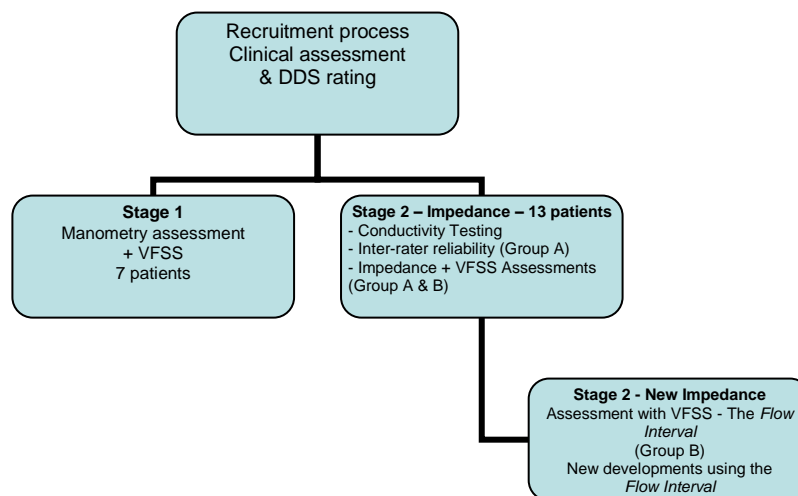 Recruitment process
Clinical assessment
& DDS rating
Stage 1
Manometry assessment
+ VFSS
7 patients
Stage 2 – Impedance – 13 patients
- Conductivity Testing
- Inter-rater reliability (Group A)
- Impedance + VFSS Assessments
(Group A & B)
Stage 2 - New Impedance
Assessment with VFSS - The Flow
Interval
(Group B)
New developments using the
Flow Interval